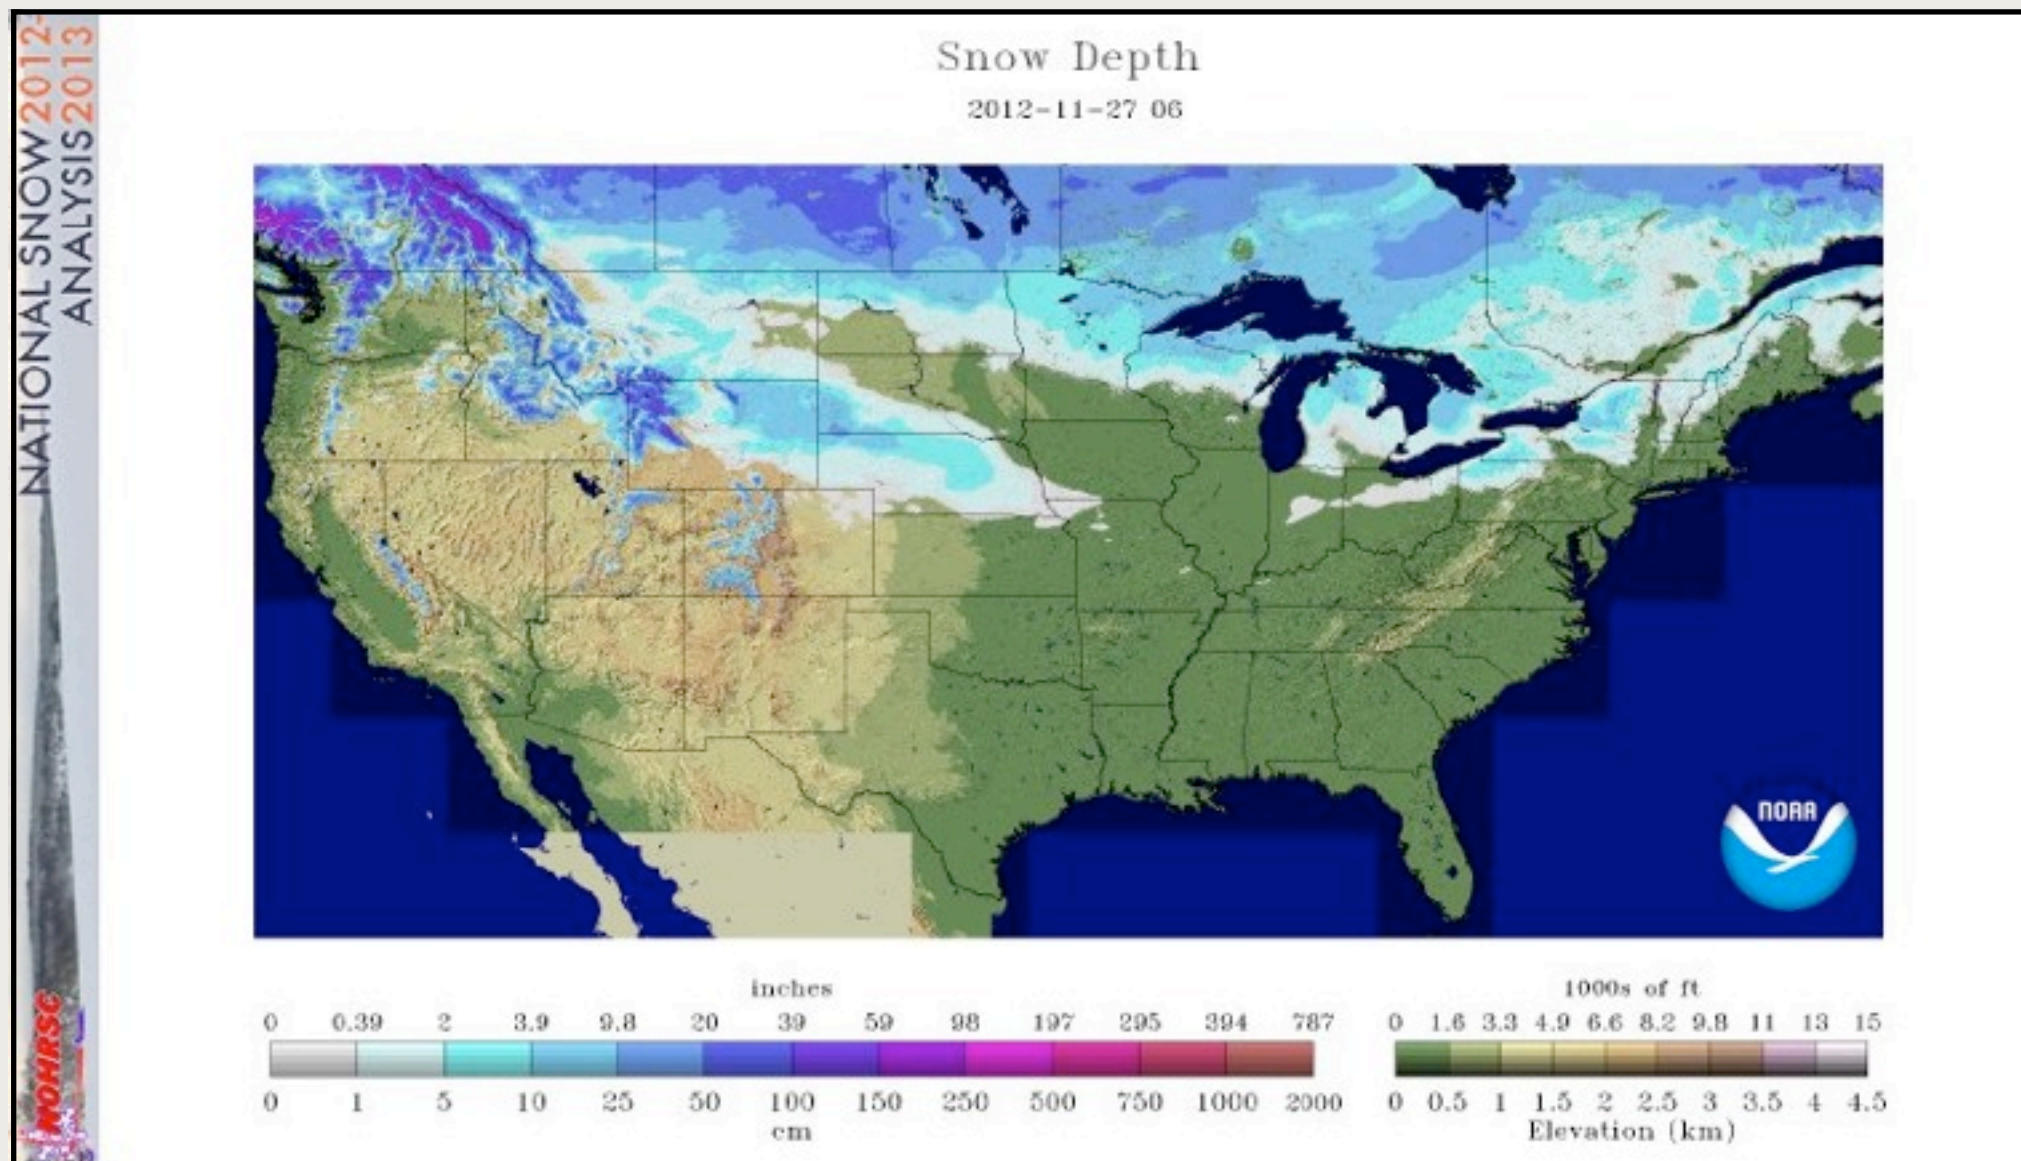 NATIONAL SNOW 2012-
ANALYSIS 2013
Snow Depth
2012-11-27 06
NOAA
inches
0 0.39 2 3.9 9.8 20 39 59 98 197 295 394 787
0 1 5 10 25 50 100 150 250 500 750 1000 2000
cm
1000s of ft
0 1.6 3.3 4.9 6.6 8.2 9.8 11 13 15
0 0.5 1 1.5 2 2.5 3 3.5 4 4.5
Elevation (km)
NOHRSC